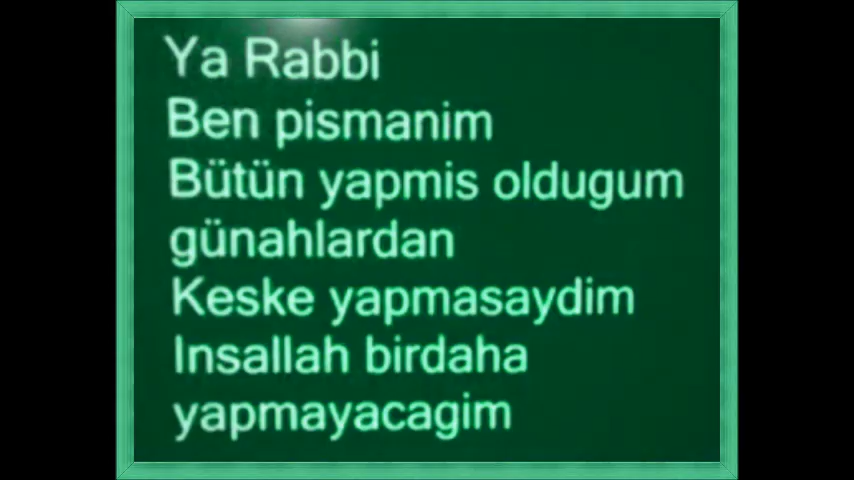 Ya Rabbi
Ben pismanim
Bütün yapmis oldugum
günahlardan
Keske yapmasaydim
Insallah birdaha
yapmayacagim